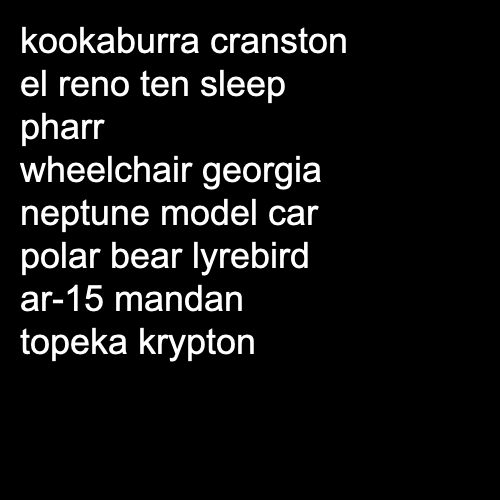 kookaburra cranston
el reno ten sleep
pharr
wheelchair georgia
neptune model car
polar bear lyrebird
ar-15 mandan
topeka krypton